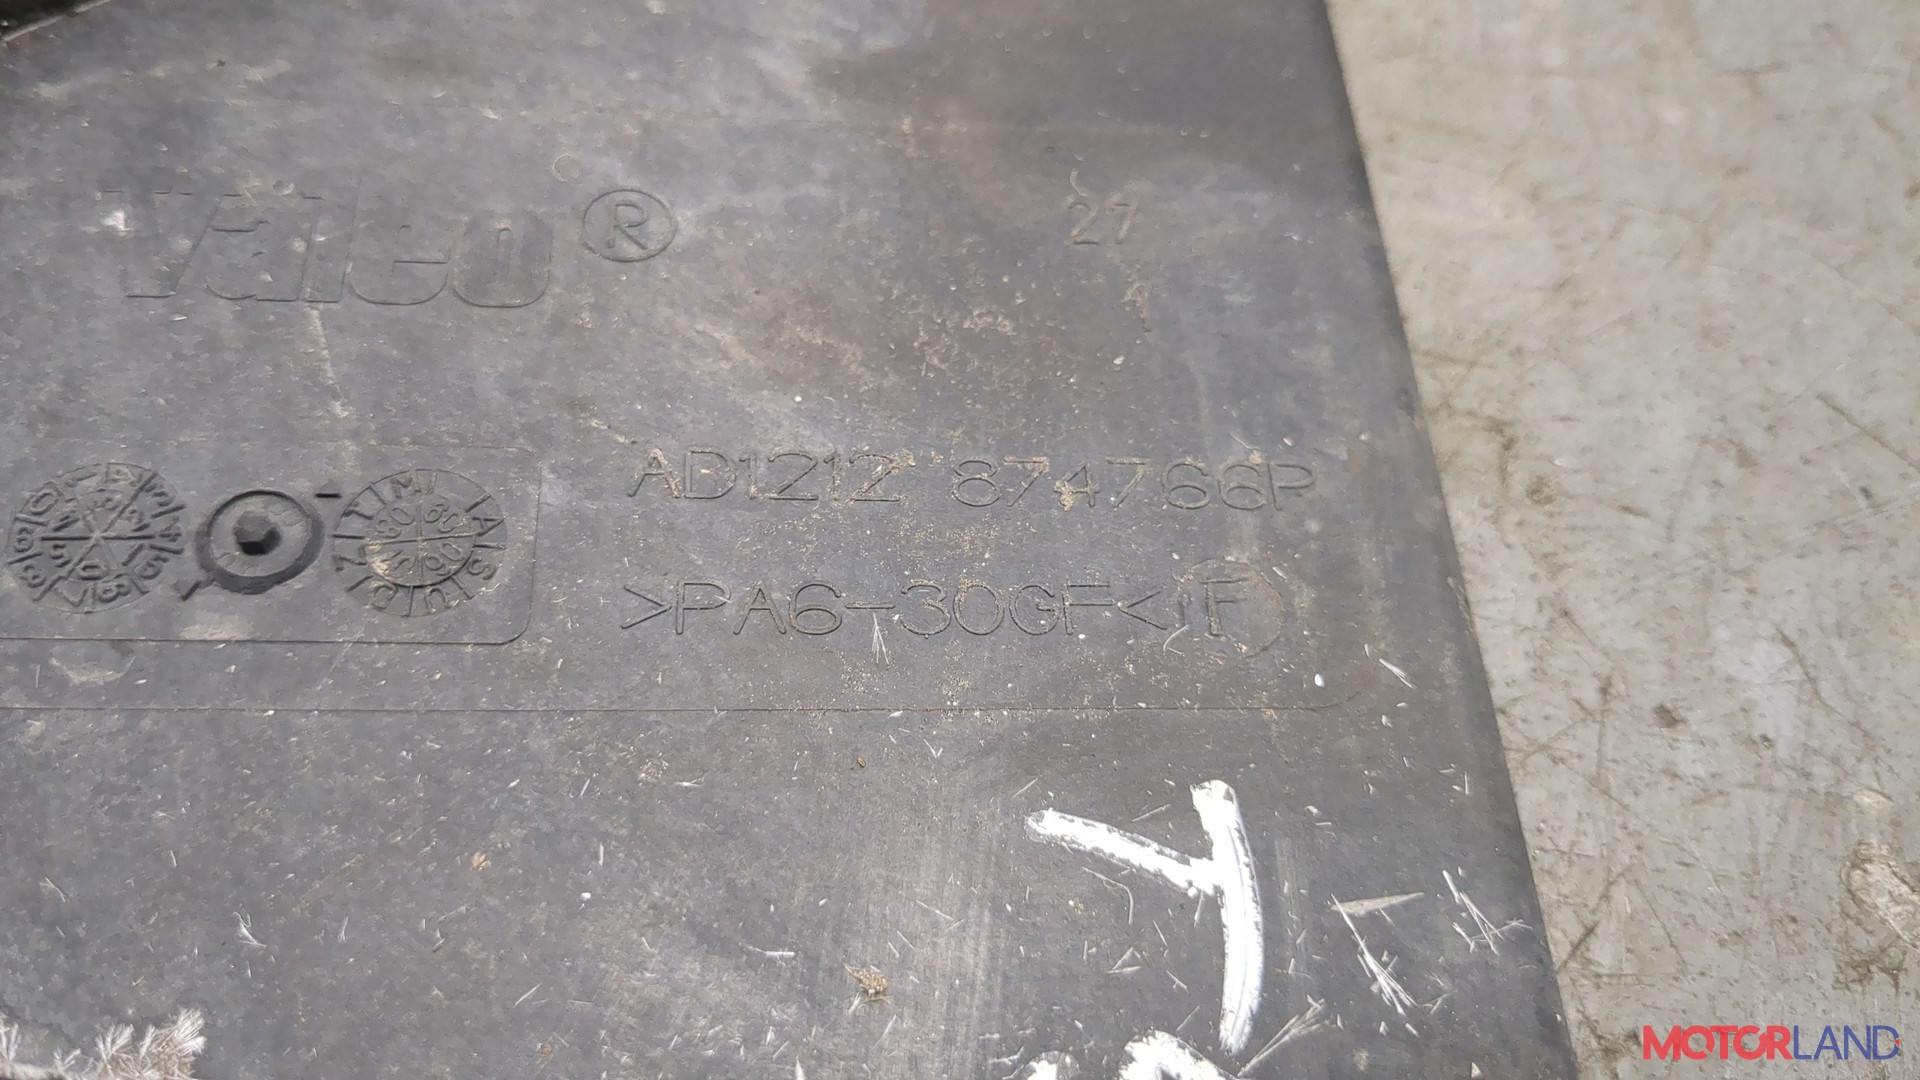 Valeo®
27
AD1212 874766P
>PA6-30GF< F
MOTORLAND